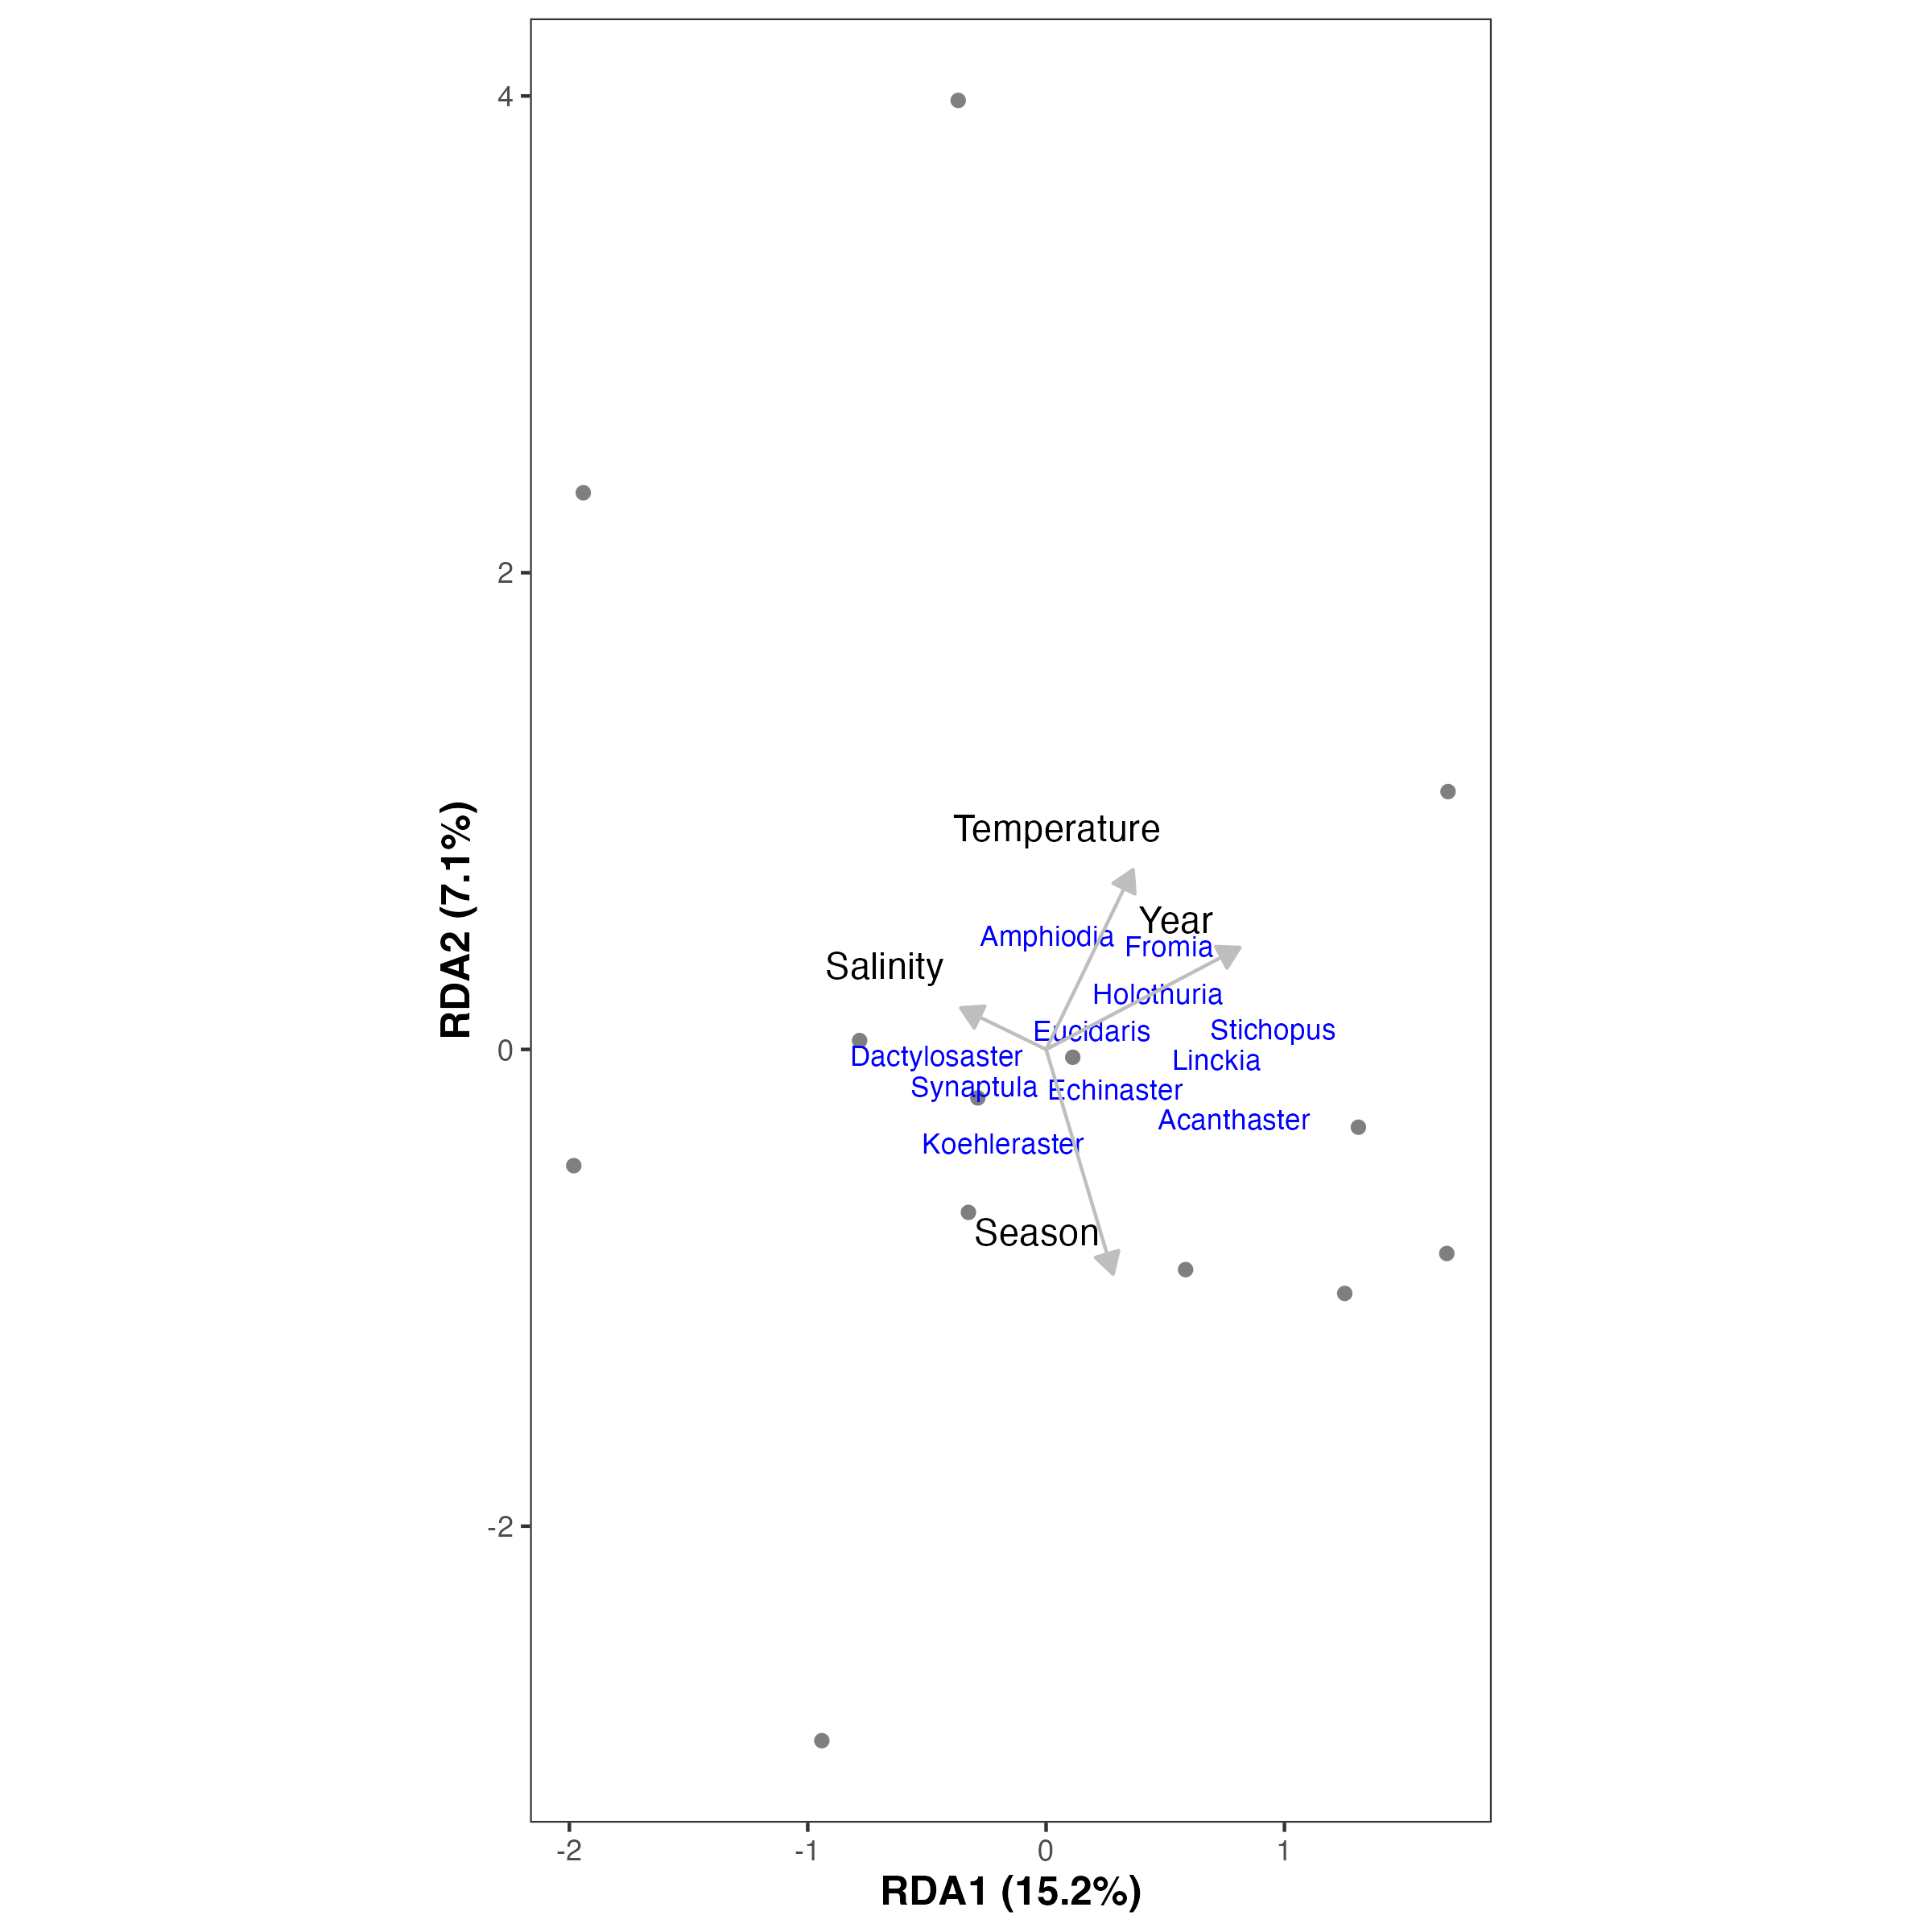 4
2
0
-2
RDA2 (7.1%)
Temperature
Year
Amphiodia
Fromia
Salinity
Holothuria
Eucidaris
Stichopus
Dactylosaster
Linckia
Synaptula
Echinaster
Acanthaster
Koehleraster
Season
-2
-1
0
1
RDA1 (15.2%)